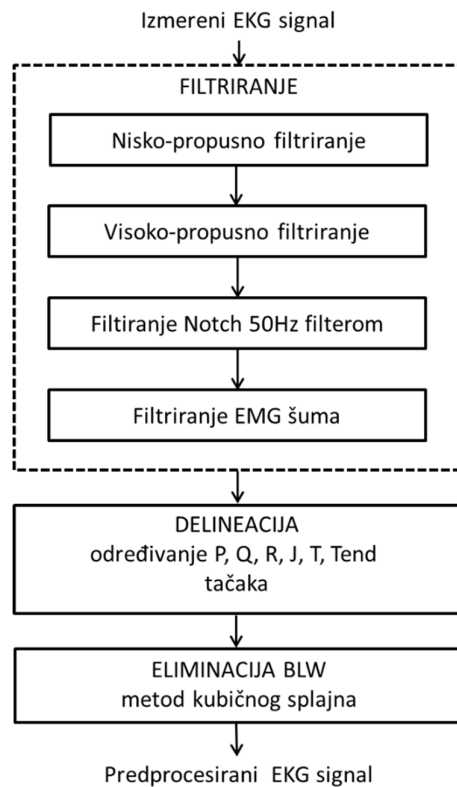 Izmereni EKG signal
FILTRIRANJE
Nisko-propusno filtriranje
Visoko-propusno filtriranje
Filtiranje Notch 50Hz filterom
Filtriranje EMG šuma
DELINEACIJA
određivanje P, Q, R, J, T, Tend
tačaka
ELIMINACIJA BLW
metod kubičnog splajna
Predprocesirani EKG signal